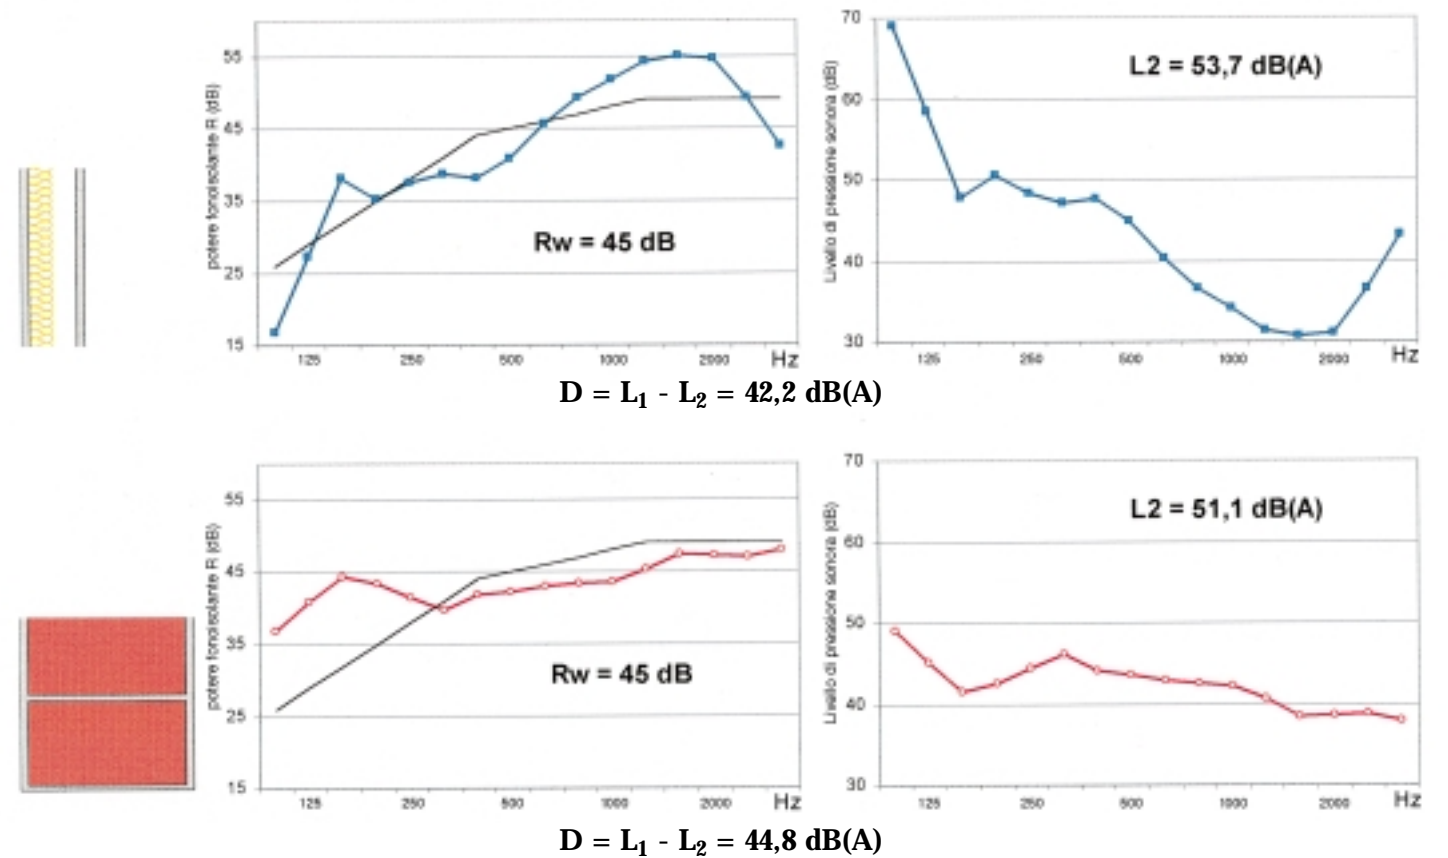 potere fonoisolante R (dB)
55
45
35
25
15
125 250 500 1000 2000 Hz
Rw = 45 dB
Livello di pressione sonora (dB)
70
60
50
40
30
125 250 500 1000 2000 Hz
L2 = 53,7 dB(A)
D = L1 - L2 = 42,2 dB(A)
potere fonoisolante R (dB)
55
45
35
25
15
125 250 500 1000 2000 Hz
Rw = 45 dB
Livello di pressione sonora (dB)
70
60
50
40
30
125 250 500 1000 2000 Hz
L2 = 51,1 dB(A)
D = L1 - L2 = 44,8 dB(A)